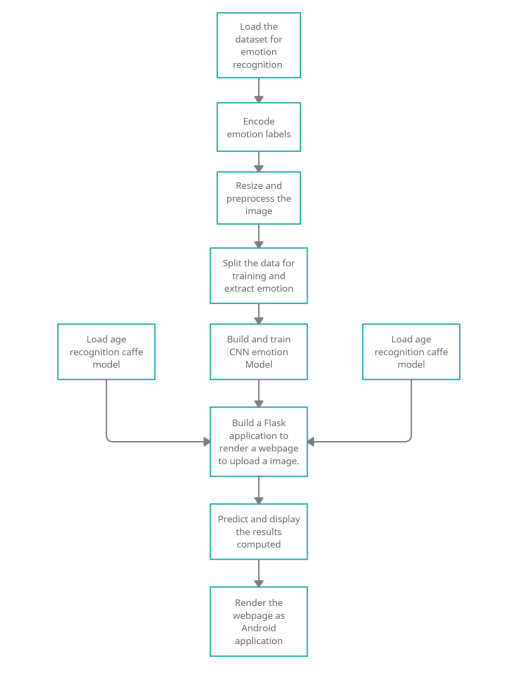 Load the
dataset for
emotion
recognition
Encode
emotion labels
Resize and
preprocess the
image
Split the data for
training and
extract emotion
Load age
recognition caffe
model
Build and train
CNN emotion
Model
Load age
recognition caffe
model
Build a Flask
application to
render a webpage
to upload a image.
Predict and display
the results
computed
Render the
webpage as
Android
application